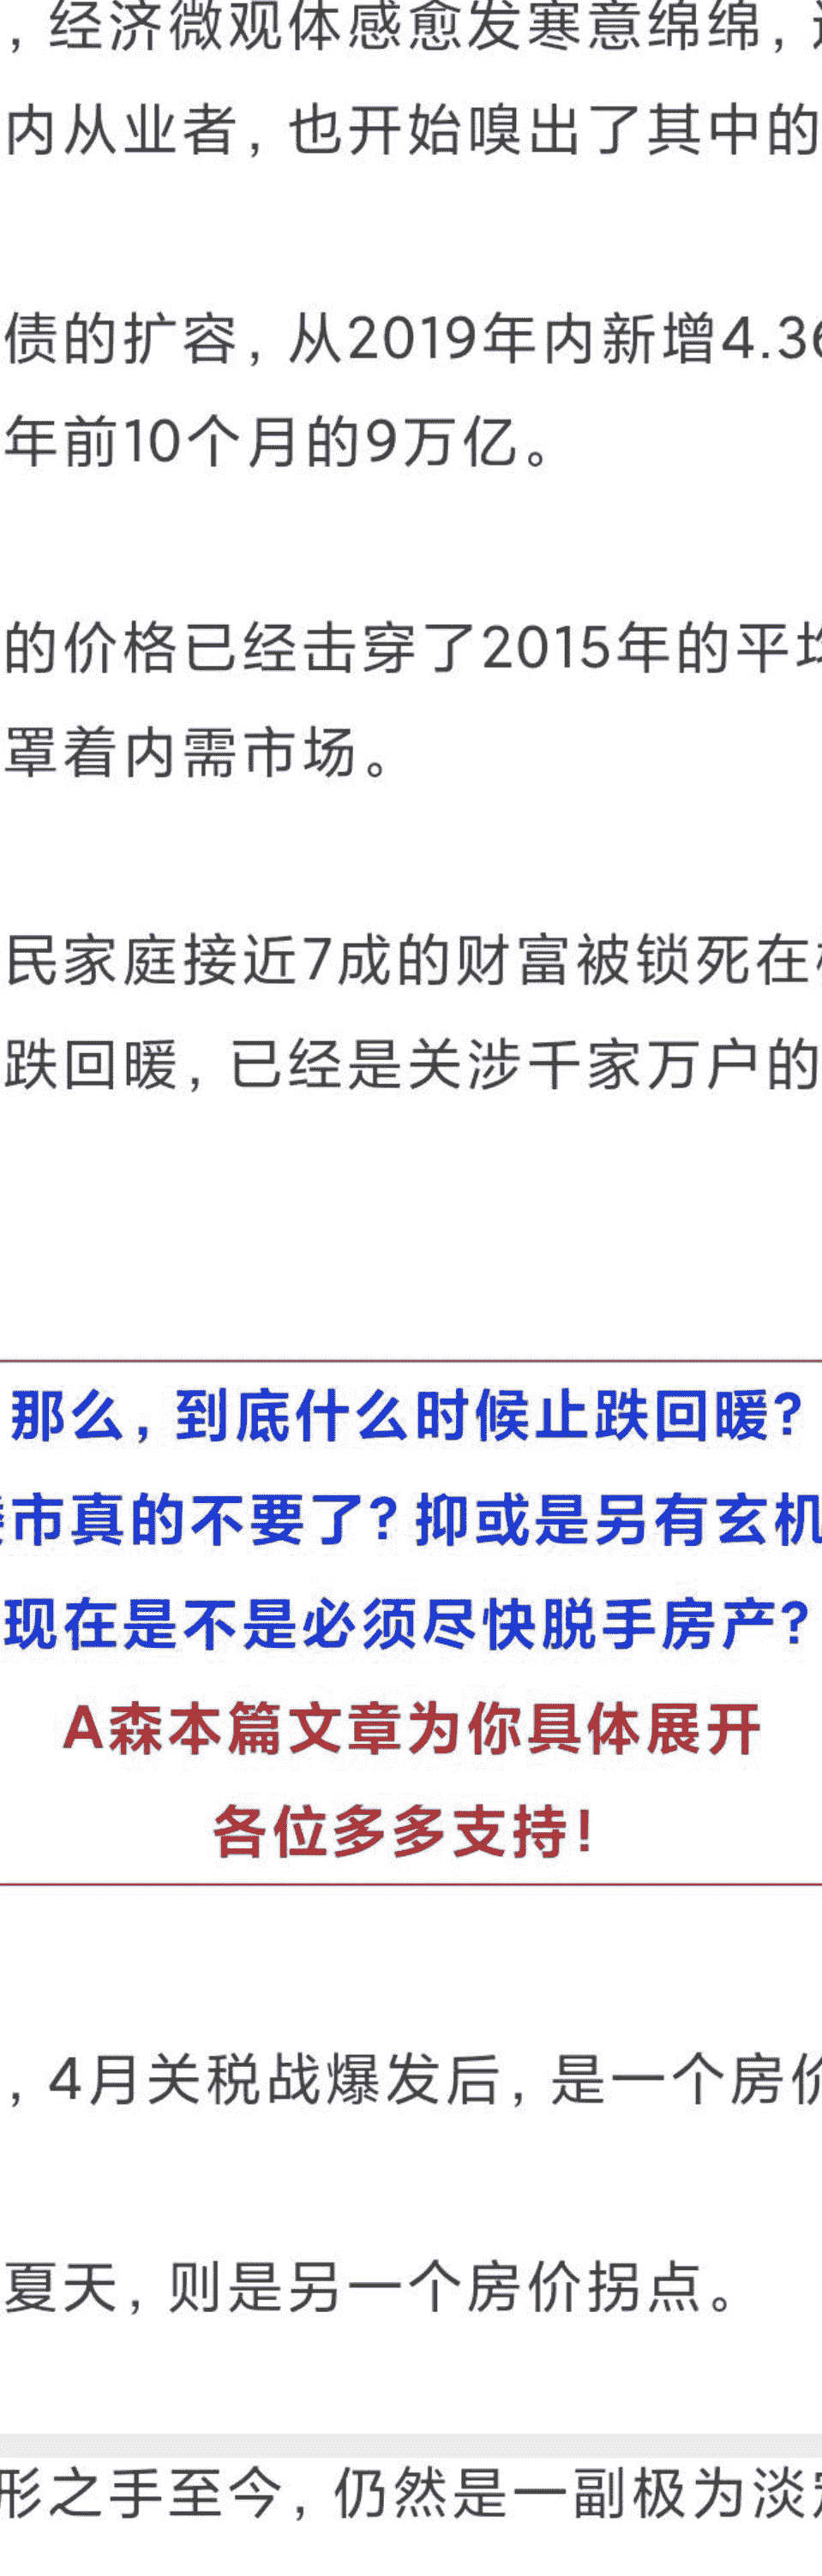 ，经济微观体感愈发寒意绵绵，
内从业者，也开始嗅出了其中的
债的扩容，从2019年内新增4.36
年前10个月的9万亿。
的价格已经击穿了2015年的平均
罩着内需市场。
民家庭接近7成的财富被锁死在
跌回暖，已经是关涉千家万户的
那么，到底什么时候止跌回暖？
市真的不要了？抑或是另有玄机
现在是不是必须尽快脱手房产？
A森本篇文章为你具体展开
各位多多支持！
，4月关税战爆发后，是一个房价
夏天，则是另一个房价拐点。
形之手至今，仍然是一副极为淡定